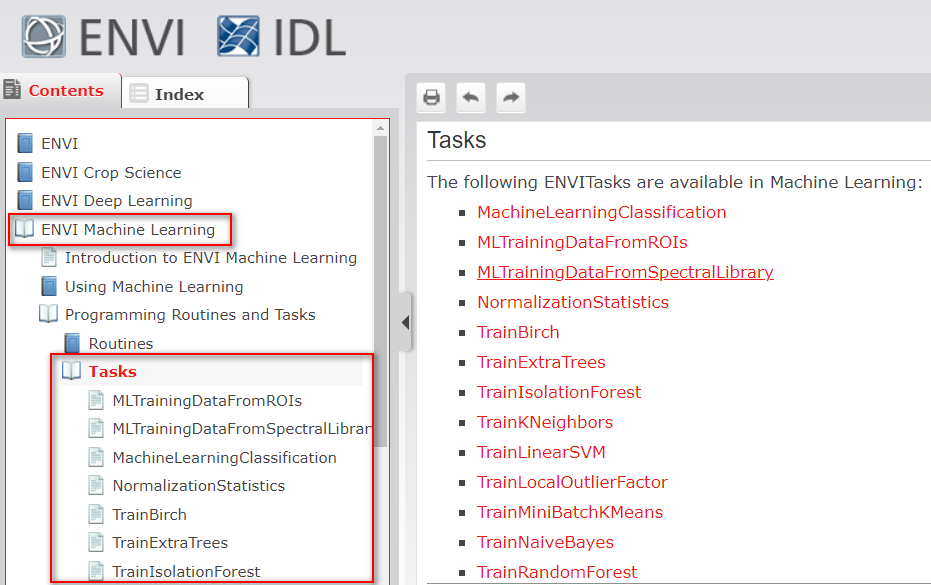 ENVI IDL
Contents
Index
ENVI
ENVI Crop Science
ENVI Deep Learning
ENVI Machine Learning
Introduction to ENVI Machine Learning
Using Machine Learning
Programming Routines and Tasks
Routines
Tasks
MLTrainingDataFromROIs
MLTrainingDataFromSpectralLibrar
MachineLearningClassification
NormalizationStatistics
TrainBirch
TrainExtraTrees
TrainIsolationForest
Tasks
The following ENVITasks are available in Machine Learning:
MachineLearningClassification
MLTrainingDataFromROIs
MLTrainingDataFromSpectralLibrary
NormalizationStatistics
TrainBirch
TrainExtraTrees
TrainIsolationForest
TrainKNeighbors
TrainLinearSVM
TrainLocalOutlierFactor
TrainMiniBatchKMeans
TrainNaiveBayes
TrainRandomForest